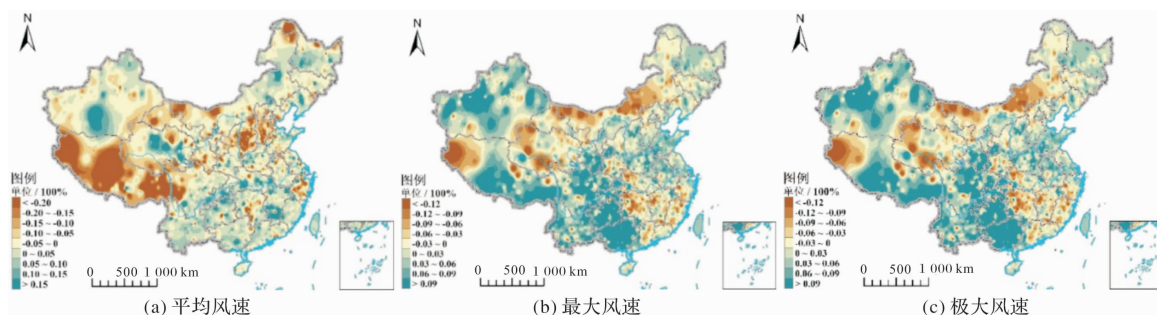 N
图例
单位 / 100%
< -0.20
-0.20 ~ -0.15
-0.15 ~ -0.10
-0.10 ~ -0.05
-0.05 ~ 0
0 ~ 0.05
0.05 ~ 0.10
0.10 ~ 0.15
> 0.15
0 500 1 000 km
(a) 平均风速
N
图例
单位 / 100%
< -0.12
-0.12 ~ -0.09
-0.09 ~ -0.06
-0.06 ~ -0.03
-0.03 ~ 0
0 ~ 0.03
0.03 ~ 0.06
0.06 ~ 0.09
> 0.09
0 500 1 000 km
(b) 最大风速
N
图例
单位 / 100%
< -0.12
-0.12 ~ -0.09
-0.09 ~ -0.06
-0.06 ~ -0.03
-0.03 ~ 0
0 ~ 0.03
0.03 ~ 0.06
0.06 ~ 0.09
> 0.09
0 500 1 000 km
(c) 极大风速